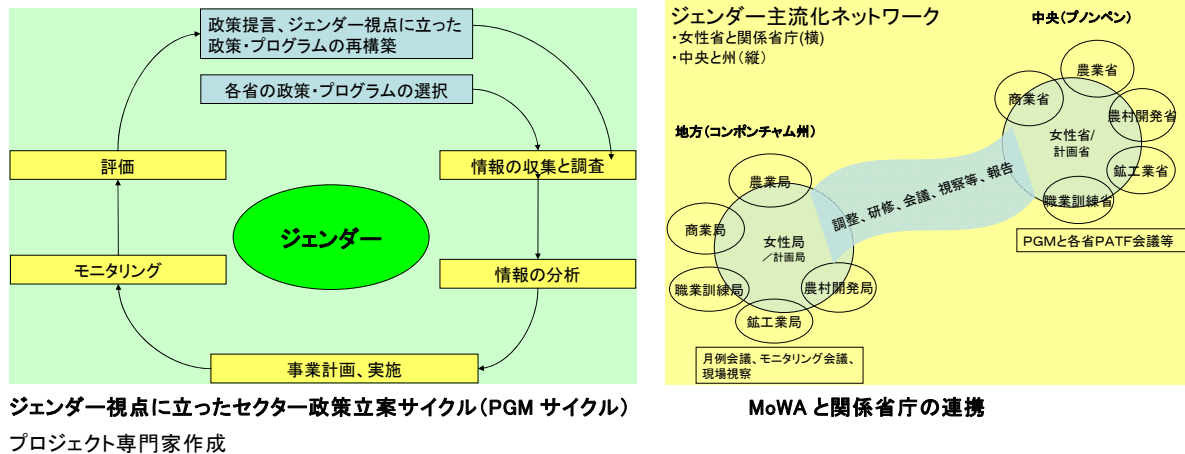 政策提言、ジェンダー視点に立った
政策・プログラムの再構築
各省の政策・プログラムの選択
評価
情報の収集と調査
ジェンダー
モニタリング
情報の分析
事業計画、実施
ジェンダー視点に立ったセクター政策立案サイクル(PGM サイクル)
プロジェクト専門家作成
ジェンダー主流化ネットワーク
・女性省と関係省庁(横)
・中央と州(縦)
中央(プノンペン)
農業省
商業省
農村開発省
女性省/
計画省
鉱工業省
職業訓練省
PGMと各省PATF会議等
地方(コンポンチャム州)
調整、研修、会議、視察等、報告
農業局
商業局
女性局
/計画局
職業訓練局
農村開発局
鉱工業局
月例会議、モニタリング会議、
現場視察
MoWA と関係省庁の連携